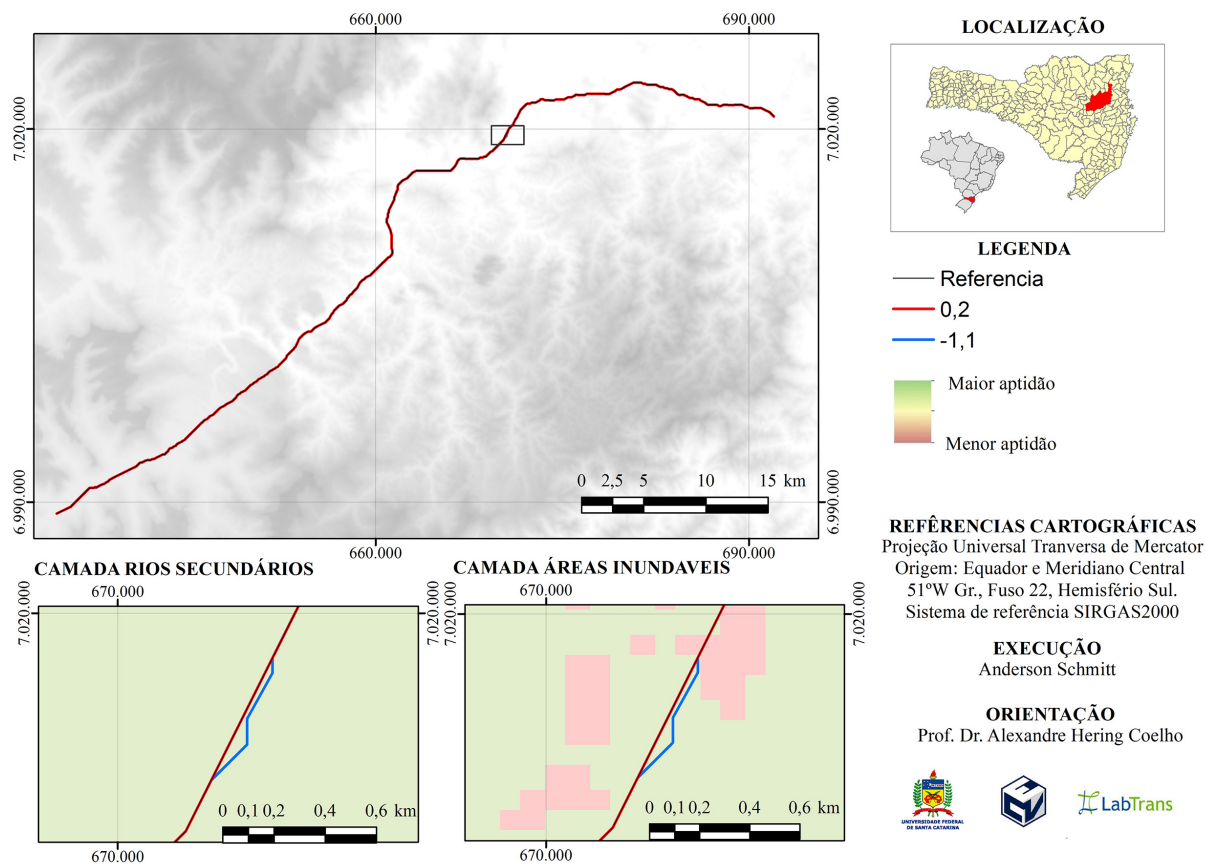 660.000
690.000
7.020.000
7.020.000
6.990.000
6.990.000
0 2,5 5 10 15 km
660.000
690.000
CAMADA RIOS SECUNDÁRIOS
670.000
7.020.000
7.020.000
0 0,1 0,2 0,4 0,6 km
670.000
CAMADA ÁREAS INUNDAVEIS
670.000
7.020.000
0 0,1 0,2 0,4 0,6 km
670.000
LOCALIZAÇÃO
LEGENDA
Referencia
0,2
-1,1
Maior aptidão
Menor aptidão
REFÊRENCIAS CARTOGRÁFICAS
Projeção Universal Tranversa de Mercator
Origem: Equador e Meridiano Central
51ºW Gr., Fuso 22, Hemisfério Sul.
Sistema de referência SIRGAS2000
EXECUÇÃO
Anderson Schmitt
ORIENTAÇÃO
Prof. Dr. Alexandre Hering Coelho
UNIVERSIDADE FEDERAL
DE SANTA CATARINA
LabTrans